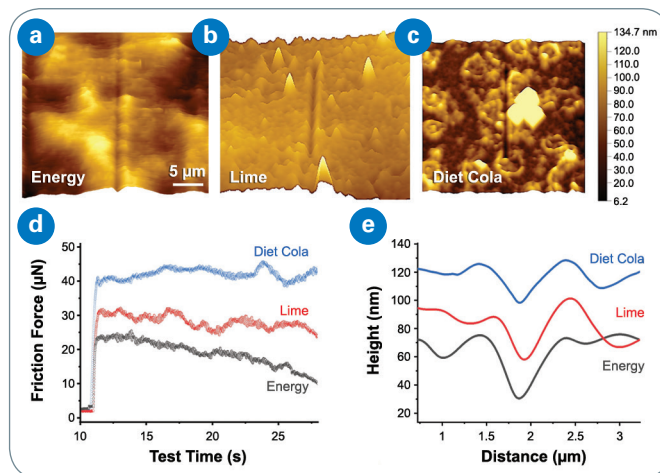 a
b
c
Energy
5 µm
Lime
Diet Cola
134.7 nm
120.0
110.0
100.0
90.0
80.0
70.0
60.0
50.0
40.0
30.0
20.0
6.2
d
50
40
30
20
10
0
Friction Force (µN)
Diet Cola
Lime
Energy
10
15
20
25
Test Time (s)
e
140
120
100
80
60
40
20
Height (nm)
Diet Cola
Lime
Energy
1
1.5
2
2.5
3
Distance (µm)